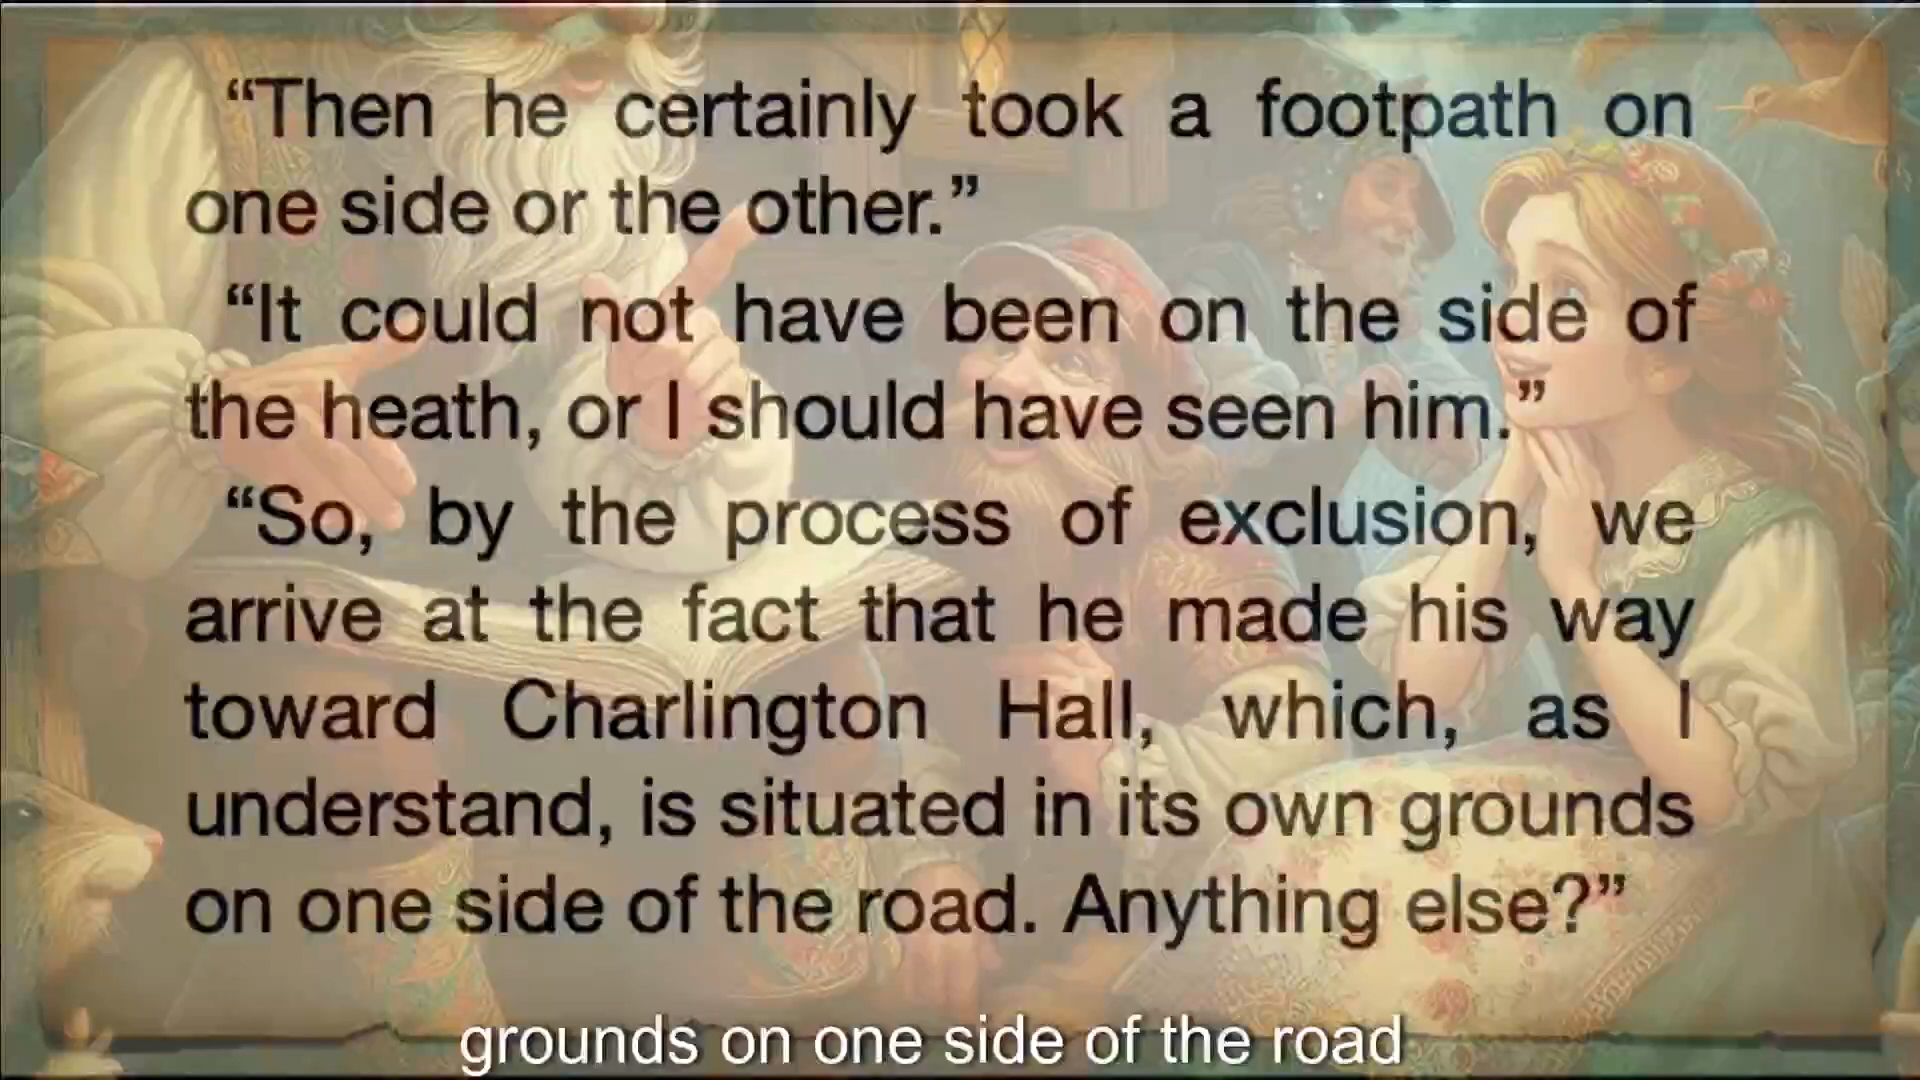 “Then he certainly took a footpath on
one side or the other.”
“It could not have been on the side of
the heath, or I should have seen him.”
“So, by the process of exclusion, we
arrive at the fact that he made his way
toward Charlington Hall, which, as I
understand, is situated in its own grounds
on one side of the road. Anything else?”
grounds on one side of the road